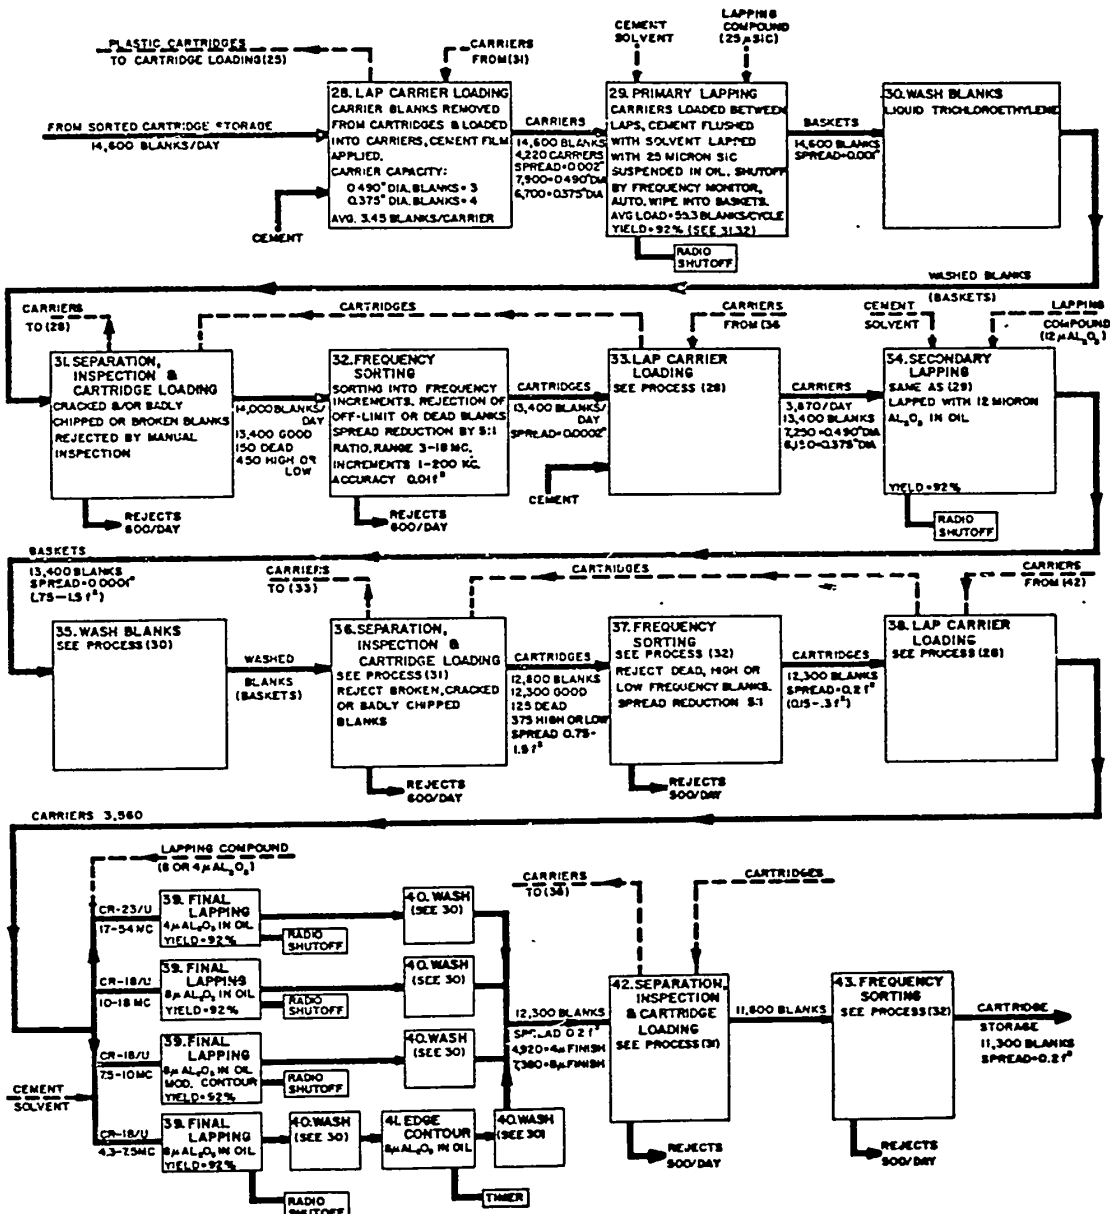 PLASTIC CARTRIDGES
TO CARTRIDGE LOADING (25)
CARRIERS
FROM (31)
CEMENT
SOLVENT
LAPPING
COMPOUND
(25 µ SIC)
FROM SORTED CARTRIDGE STORAGE
14,600 BLANKS/DAY
CEMENT
28. LAP CARRIER LOADING
CARRIER BLANKS REMOVED
FROM CARTRIDGES & LOADED
INTO CARRIERS, CEMENT FILM
APPLIED.
CARRIER CAPACITY:
0.490" DIA. BLANKS = 3
0.375" DIA. BLANKS = 4
AVG. 3.45 BLANKS/CARRIER
CARRIERS
14,600 BLANKS
4,220 CARRIERS
SPREAD=0.002"
7,900=0.490" DIA
6,700=0.375" DIA
29. PRIMARY LAPPING
CARRIERS LOADED BETWEEN
LAPS, CEMENT FLUSHED
WITH SOLVENT LAPPED
WITH 25 MICRON SIC
SUSPENDED IN OIL. SHUTOFF
BY FREQUENCY MONITOR,
AUTO. WIPE INTO BASKETS.
AVG LOAD = 55.3 BLANKS/CYCLE
YIELD = 92% (SEE 31,32)
RADIO
SHUTOFF
BASKETS
14,600 BLANKS
SPREAD=0.001"
30. WASH BLANKS
LIQUID TRICHLOROETHYLENE
WASHED BLANKS
(BASKETS)
CARRIERS
TO (28)
CARTRIDGES
CARRIERS
FROM (36
CEMENT
SOLVENT
LAPPING
COMPOUND
(12 µ AL2O3)
31. SEPARATION,
INSPECTION &
CARTRIDGE LOADING
CRACKED &/OR BADLY
CHIPPED OR BROKEN BLANKS
REJECTED BY MANUAL
INSPECTION
REJECTS
600/DAY
14,000 BLANKS/
DAY
13,400 GOOD
150 DEAD
450 HIGH OR
LOW
32. FREQUENCY
SORTING
SORTING INTO FREQUENCY
INCREMENTS. REJECTION OF
OFF-LIMIT OR DEAD BLANKS
SPREAD REDUCTION BY 5:1
RATIO, RANGE 3-18 MC.
INCREMENTS 1-200 KC.
ACCURACY 0.01 f²
REJECTS
600/DAY
CARTRIDGES
13,400 BLANKS/
DAY
SPREAD=0.0002"
CEMENT
33. LAP CARRIER
LOADING
SEE PROCESS (28)
CARRIERS
3,870/DAY
13,400 BLANKS
7,250=0.490" DIA
6,150=0.375" DIA
34. SECONDARY
LAPPING
SAME AS (29)
LAPPED WITH 12 MICRON
AL2O3 IN OIL
YIELD = 92%
RADIO
SHUTOFF
BASKETS
13,400 BLANKS
SPREAD=0.0001"
(.75-1.5 f²)
CARRIERS
TO (33)
CARTRIDGES
CARRIERS
FROM (42)
35. WASH BLANKS
SEE PROCESS (30)
WASHED
BLANKS
(BASKETS)
36. SEPARATION,
INSPECTION &
CARTRIDGE LOADING
SEE PROCESS (31)
REJECT BROKEN, CRACKED
OR BADLY CHIPPED
BLANKS
REJECTS
600/DAY
CARTRIDGES
12,800 BLANKS
12,300 GOOD
125 DEAD
375 HIGH OR LOW
SPREAD 0.75-
1.5 f²
37. FREQUENCY
SORTING
SEE PROCESS (32)
REJECT DEAD, HIGH OR
LOW FREQUENCY BLANKS.
SPREAD REDUCTION 5:1
REJECTS
500/DAY
CARTRIDGES
12,300 BLANKS
SPREAD=0.2 f²
(0.15-.3 f²)
38. LAP CARRIER
LOADING
SEE PROCESS (28)
CARRIERS 3,560
LAPPING COMPOUND
(8 OR 4 µ AL2O3)
CEMENT
SOLVENT
CR-23/U
17-54 MC
39. FINAL
LAPPING
4µ AL2O3 IN OIL
YIELD = 92%
RADIO
SHUTOFF
40. WASH
(SEE 30)
CR-18/U
10-18 MC
39. FINAL
LAPPING
8µ AL2O3 IN OIL
YIELD = 92%
RADIO
SHUTOFF
40. WASH
(SEE 30)
CR-18/U
7.5-10 MC
39. FINAL
LAPPING
8µ AL2O3 IN OIL
MOD. CONTOUR
YIELD = 92%
RADIO
SHUTOFF
40. WASH
(SEE 30)
CR-18/U
4.3-7.5 MC
39. FINAL
LAPPING
8µ AL2O3 IN OIL
YIELD = 92%
RADIO
SHUTOFF
40. WASH
(SEE 30)
41. EDGE
CONTOUR
8µ AL2O3 IN OIL
TIMER
40. WASH
(SEE 30)
12,300 BLANKS
SPREAD 0.2 f²
4,920=4µ FINISH
7,380=8µ FINISH
CARRIERS
TO (38)
CARTRIDGES
42. SEPARATION,
INSPECTION
& CARTRIDGE
LOADING
SEE PROCESS (31)
REJECTS
500/DAY
11,800 BLANKS
43. FREQUENCY
SORTING
SEE PROCESS (32)
REJECTS
500/DAY
CARTRIDGE
STORAGE
11,300 BLANKS
SPREAD=0.2 f²